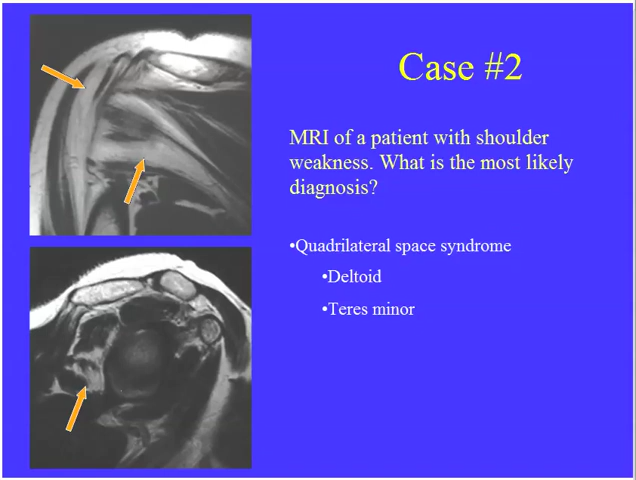 Case #2
MRI of a patient with shoulder
weakness. What is the most likely
diagnosis?
•Quadrilateral space syndrome
•Deltoid
•Teres minor